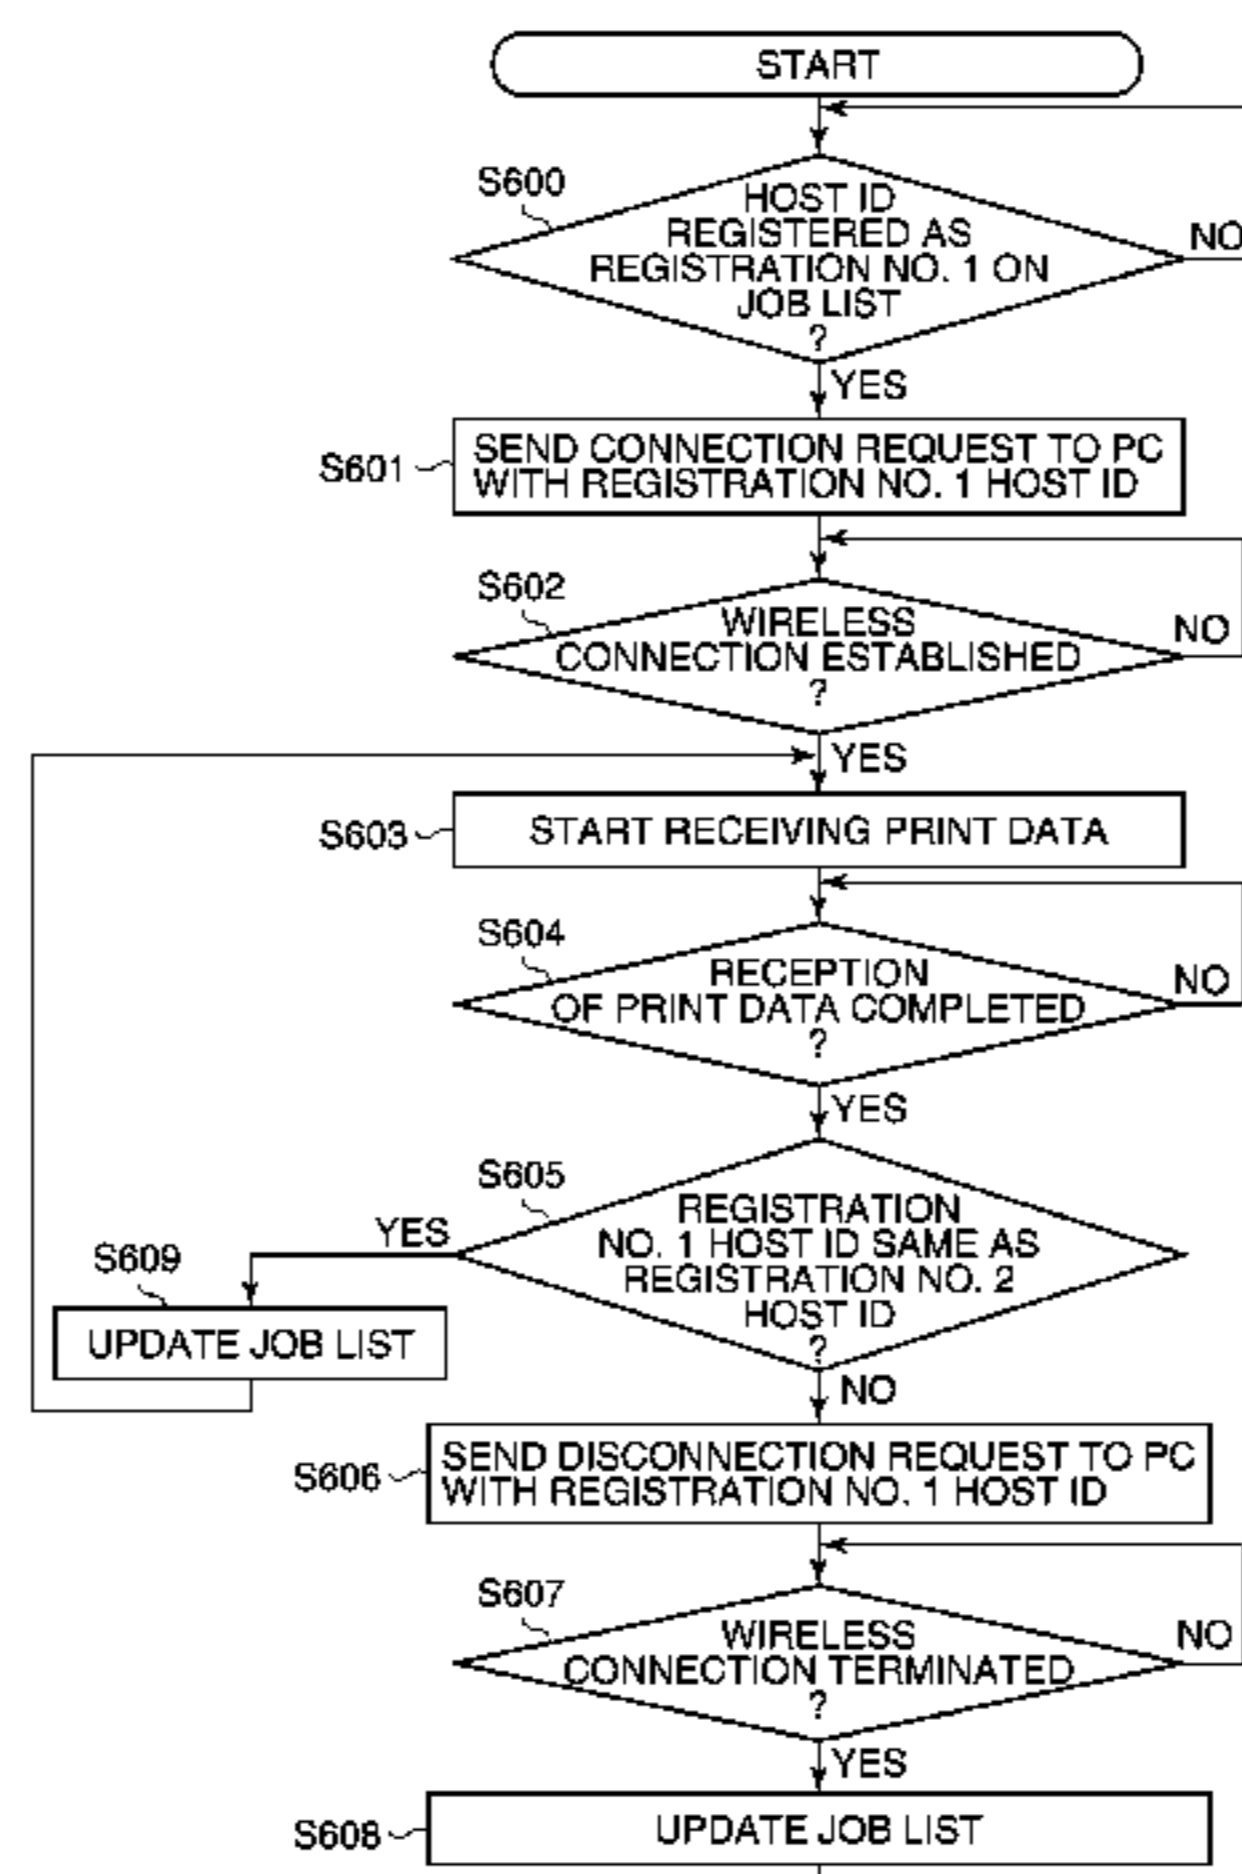 START
S600
HOST ID
REGISTERED AS
REGISTRATION NO. 1 ON
JOB LIST
?
NO
YES
S601
SEND CONNECTION REQUEST TO PC
WITH REGISTRATION NO. 1 HOST ID
S602
WIRELESS
CONNECTION ESTABLISHED
?
NO
YES
S603
START RECEIVING PRINT DATA
S604
RECEPTION
OF PRINT DATA COMPLETED
?
NO
YES
S605
REGISTRATION
NO. 1 HOST ID SAME AS
REGISTRATION NO. 2
HOST ID
?
YES
S609
UPDATE JOB LIST
NO
S606
SEND DISCONNECTION REQUEST TO PC
WITH REGISTRATION NO. 1 HOST ID
S607
WIRELESS
CONNECTION TERMINATED
?
NO
YES
S608
UPDATE JOB LIST